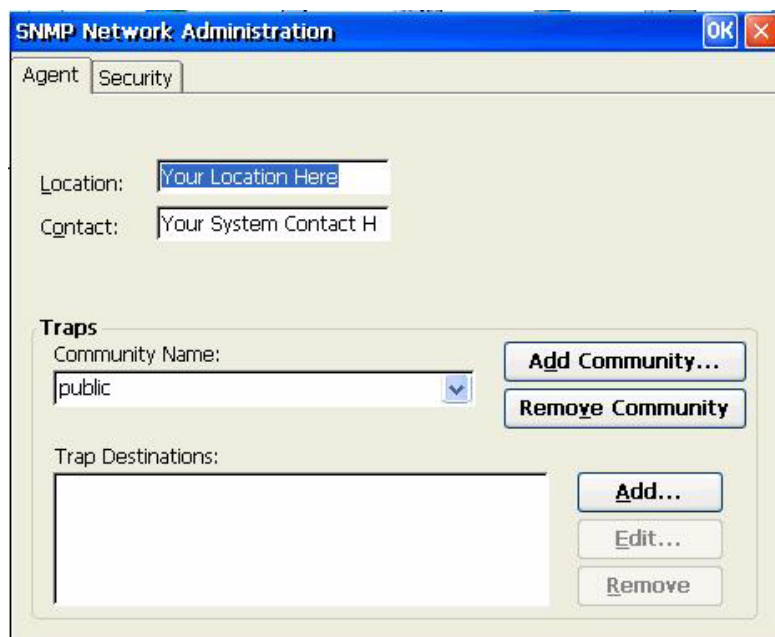 SNMP Network Administration OK
Agent Security
Location: Your Location Here
Contact: Your System Contact H
Traps
Community Name:
public
Add Community...
Remove Community
Trap Destinations:
Add...
Edit...
Remove